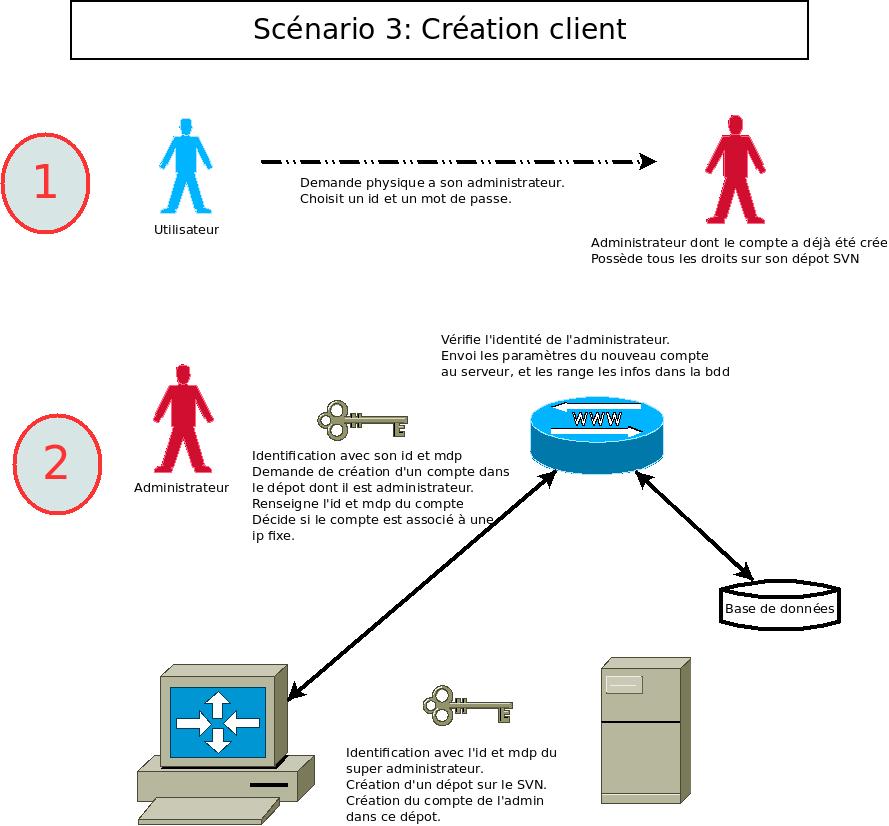 Scénario 3: Création client
1
Demande physique a son administrateur.
Choisit un id et un mot de passe.
Utilisateur
Administrateur dont le compte a déjà été crée
Possède tous les droits sur son dépot SVN
Vérifie l'identité de l'administrateur.
Envoi les paramètres du nouveau compte
au serveur, et les range les infos dans la bdd
WWW
2
Administrateur
Identification avec son id et mdp
Demande de création d'un compte dans
le dépot dont il est administrateur.
Renseigne l'id et mdp du compte
Décide si le compte est associé à une
ip fixe.
Base de données
Identification avec l'id et mdp du
super administrateur.
Création d'un dépot sur le SVN.
Création du compte de l'admin
dans ce dépot.